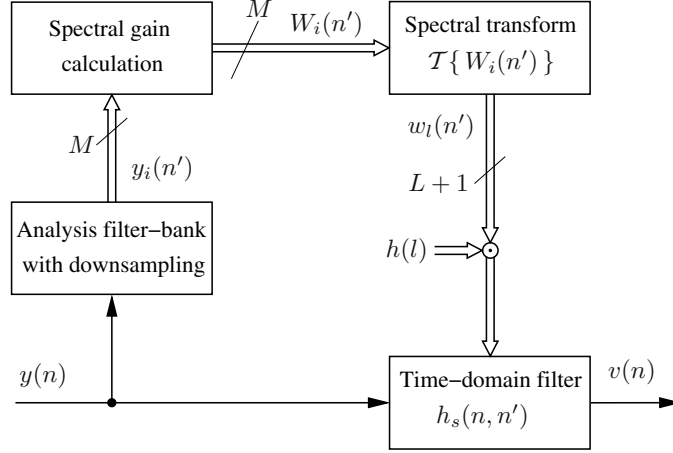 Spectral gain
calculation
M
W_i(n′)
Spectral transform
𝒯{ W_i(n′) }
M
y_i(n′)
w_l(n′)
L + 1
Analysis filter–bank
with downsampling
h(l)
y(n)
Time–domain filter
h_s(n, n′)
v(n)